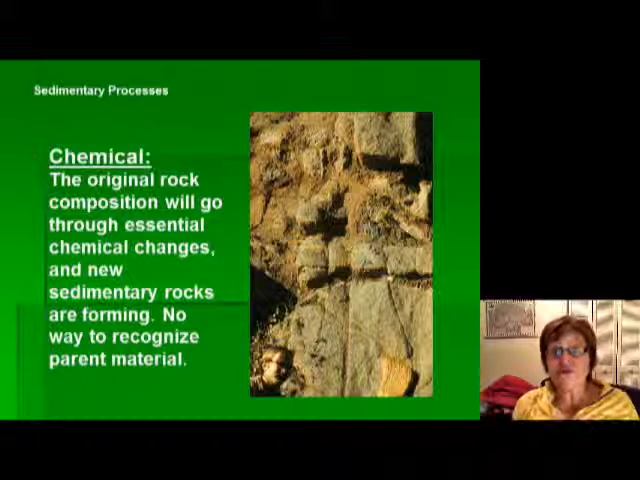 Sedimentary Processes
Chemical:
The original rock
composition will go
through essential
chemical changes,
and new
sedimentary rocks
are forming. No
way to recognize
parent material.